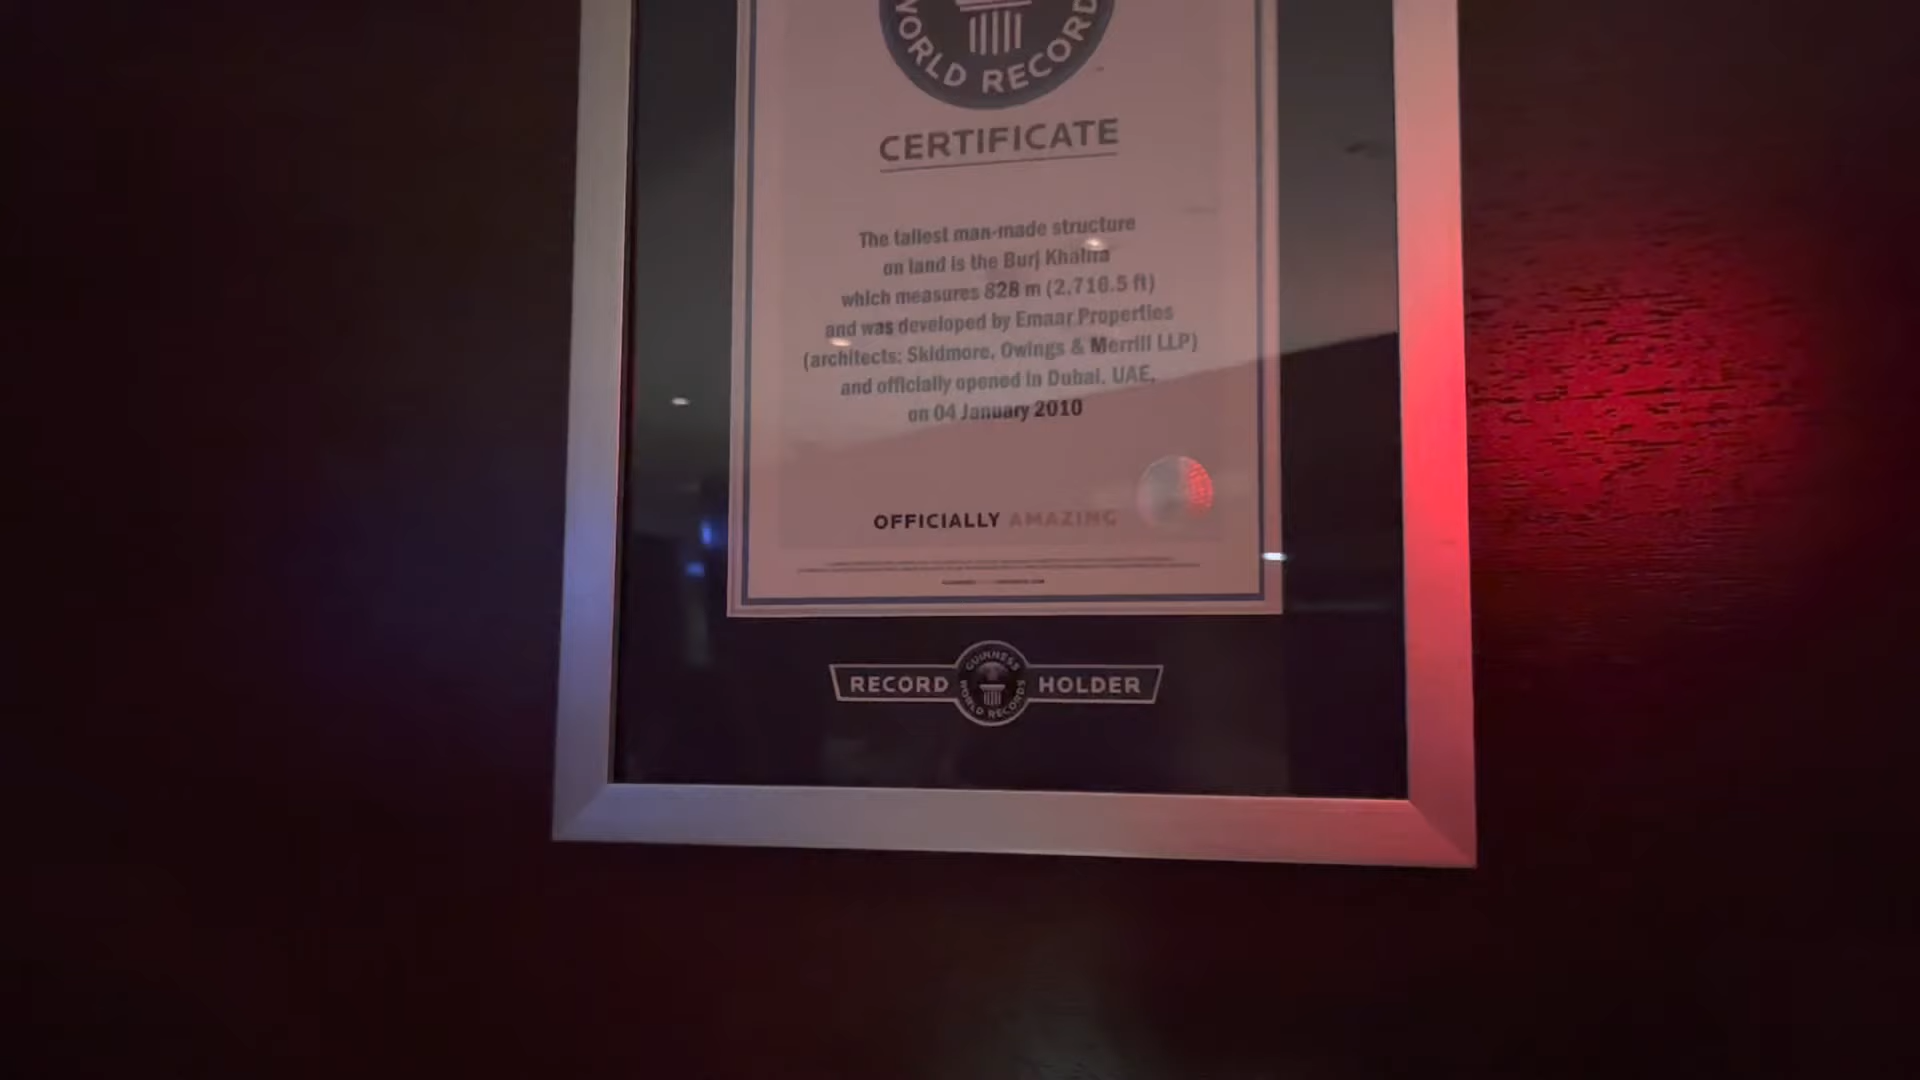 WORLD RECORD
CERTIFICATE
The tallest man-made structure
on land is the Burj Khalifa
which measures 828 m (2,716.5 ft)
and was developed by Emaar Properties
(architects: Skidmore, Owings & Merrill LLP)
and officially opened in Dubai, UAE,
on 04 January 2010
OFFICIALLY AMAZING
RECORD GUINNESS WORLD RECORDS HOLDER